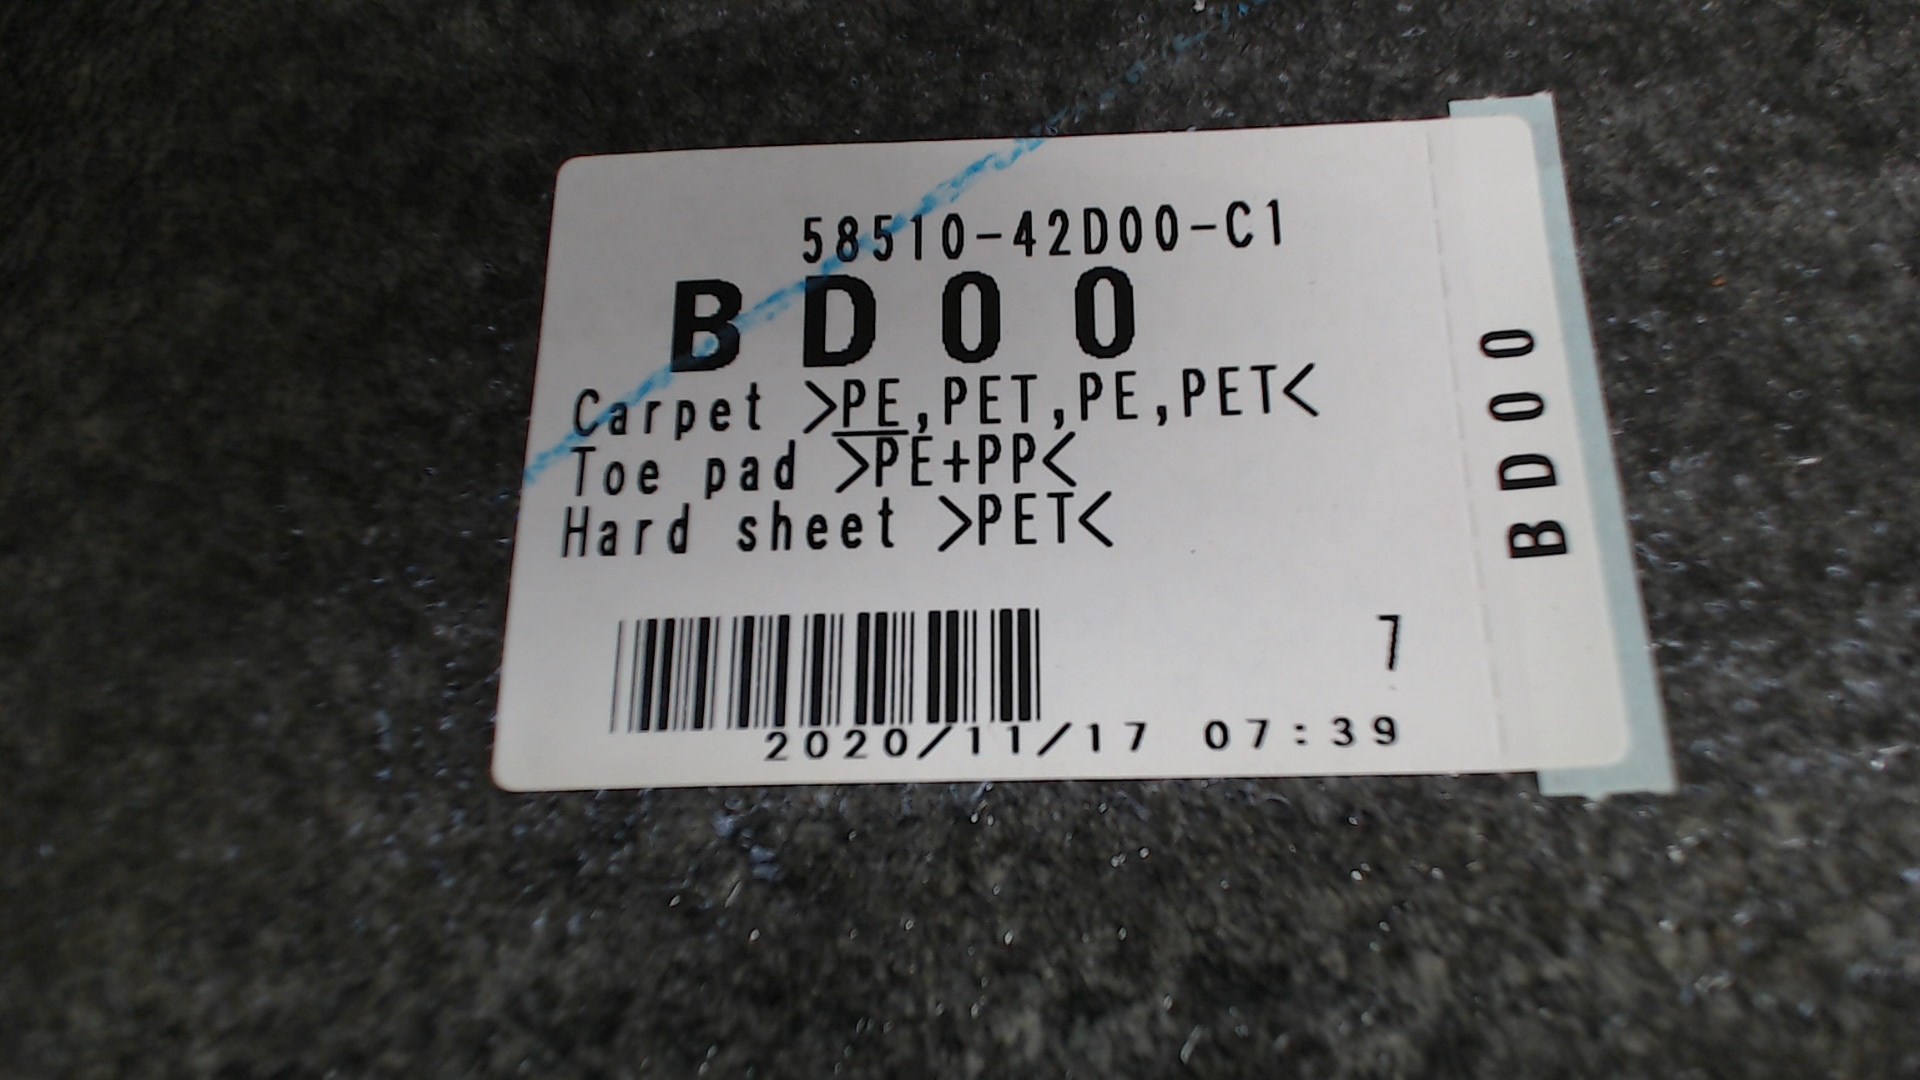 58510-42D00-C1
BD00
Carpet >PE,PET,PE,PET<
Toe pad >PE+PP<
Hard sheet >PET<
7
2020/11/17 07:39
BD00